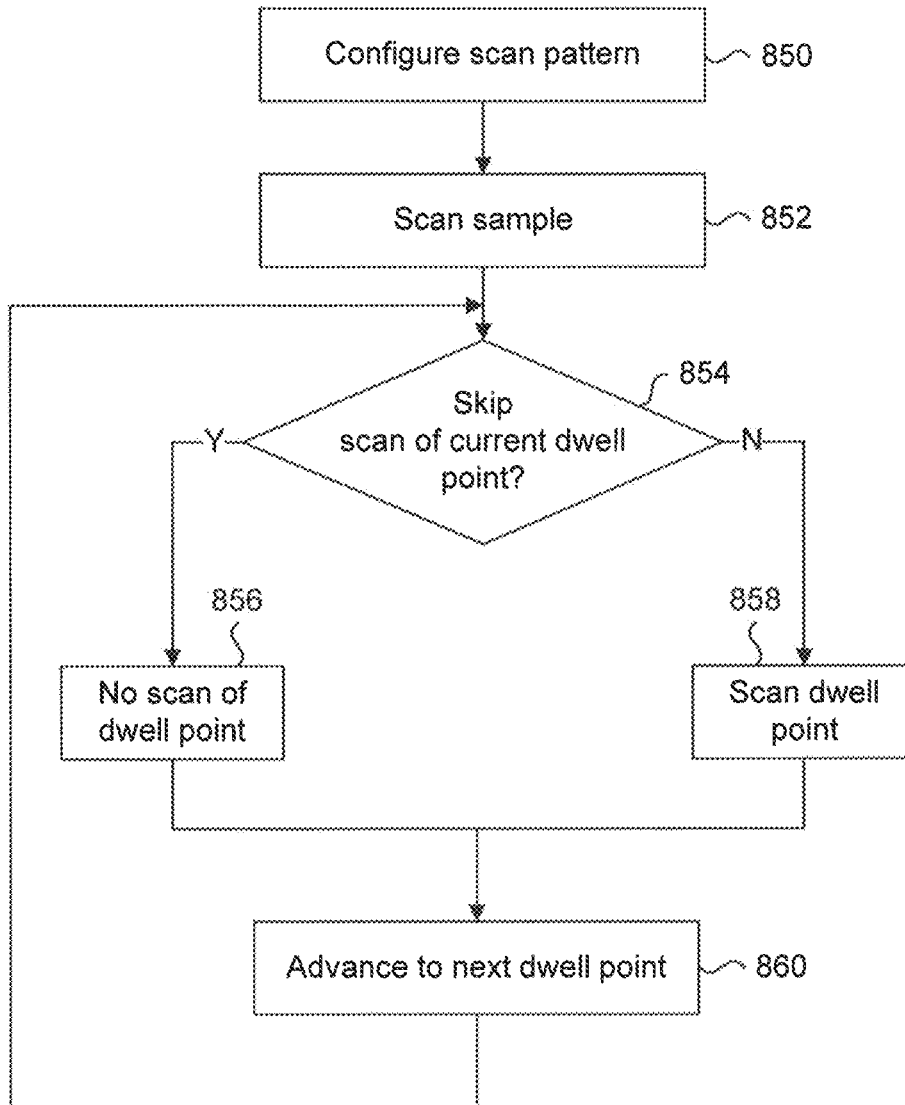 Configure scan pattern
850
Scan sample
852
854
Skip
scan of current dwell
point?
Y
N
856
858
No scan of
dwell point
Scan dwell
point
Advance to next dwell point
860